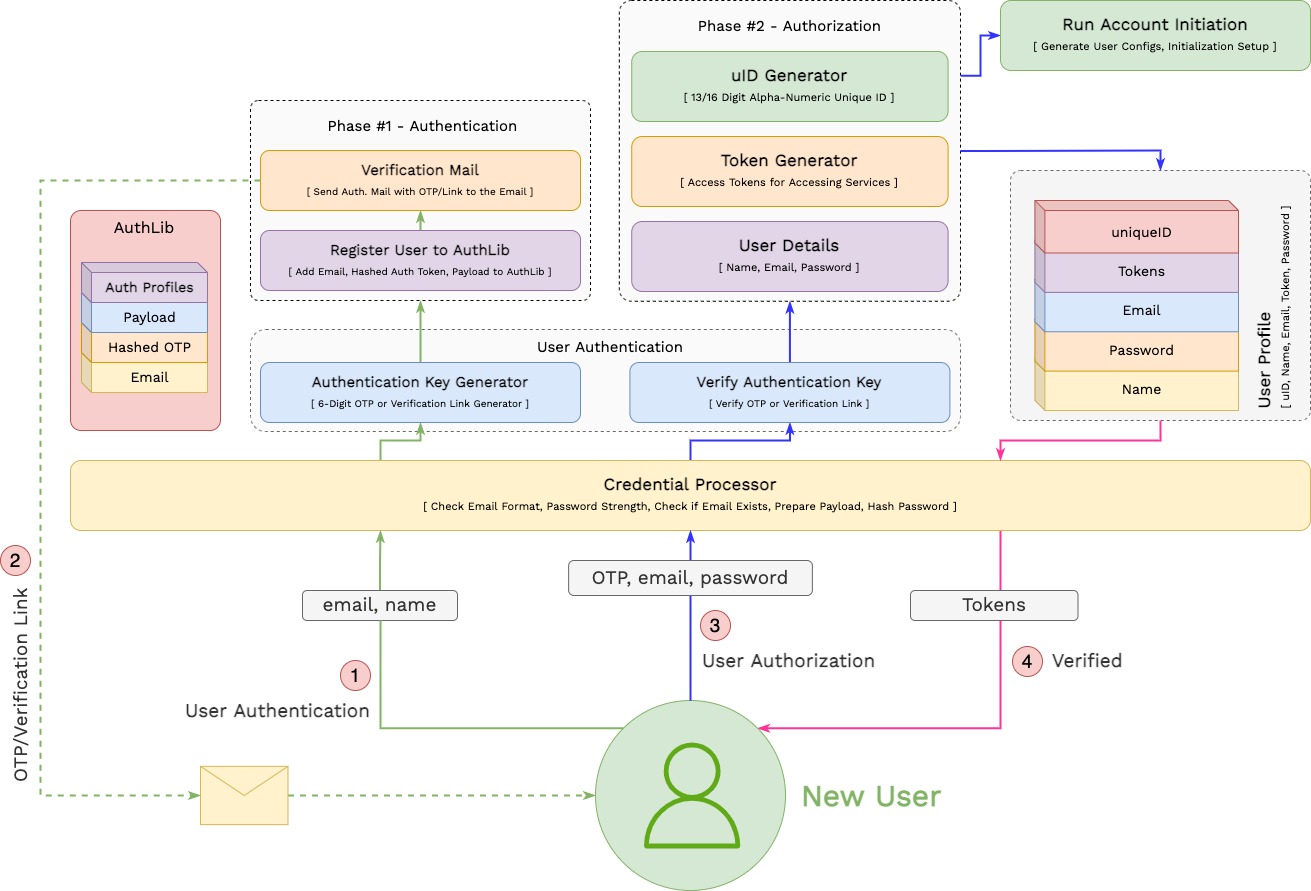 Phase #2 - Authorization
uID Generator
[ 13/16 Digit Alpha-Numeric Unique ID ]
Token Generator
[ Access Tokens for Accessing Services ]
User Details
[ Name, Email, Password ]
Run Account Initiation
[ Generate User Configs, Initialization Setup ]
Phase #1 - Authentication
Verification Mail
[ Send Auth. Mail with OTP/Link to the Email ]
Register User to AuthLib
[ Add Email, Hashed Auth Token, Payload to AuthLib ]
AuthLib
Auth Profiles
Payload
Hashed OTP
Email
uniqueID
Tokens
Email
Password
Name
User Profile
[ uID, Name, Email, Token, Password ]
User Authentication
Authentication Key Generator
[ 6-Digit OTP or Verification Link Generator ]
Verify Authentication Key
[ Verify OTP or Verification Link ]
Credential Processor
[ Check Email Format, Password Strength, Check if Email Exists, Prepare Payload, Hash Password ]
2
OTP/Verification Link
email, name
1
User Authentication
OTP, email, password
3
User Authorization
Tokens
4
Verified
New User